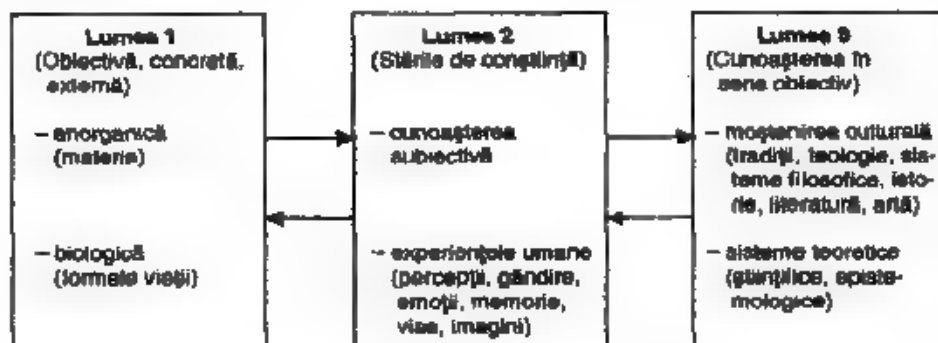 Lumea 1
(Obiectivă, concretă,
externă)
– anorganică
(materie)
– biologică
(formele vieții)
Lumea 2
(Stările de conștiință)
– cunoașterea
subiectivă
– experiențele umane
(percepții, gândire,
emoții, memorie,
vise, imagini)
Lumea 3
(Cunoașterea în
sens obiectiv)
– moștenire culturală
(tradiții, teologie, sis-
teme filosofice, isto-
rie, literatură, artă)
– sisteme teoretice
(științifice, episte-
mologice)